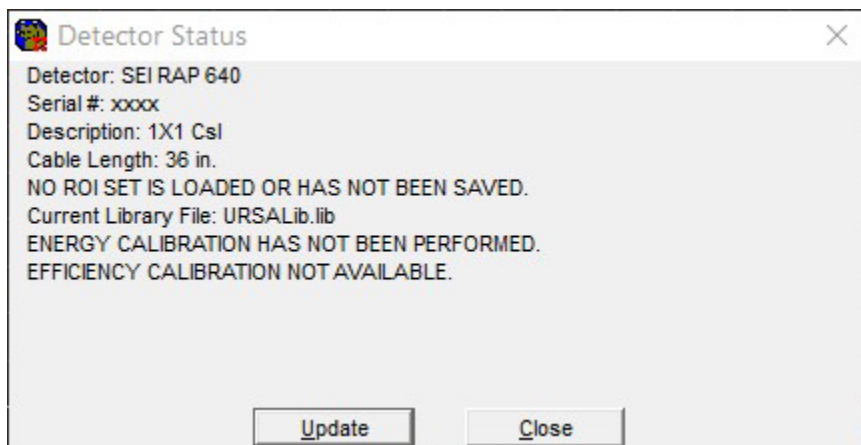 Detector Status
Detector: SEI RAP 640
Serial #: xxxx
Description: 1X1 CsI
Cable Length: 36 in.
NO ROI SET IS LOADED OR HAS NOT BEEN SAVED.
Current Library File: URSALib.lib
ENERGY CALIBRATION HAS NOT BEEN PERFORMED.
EFFICIENCY CALIBRATION NOT AVAILABLE.
Update Close